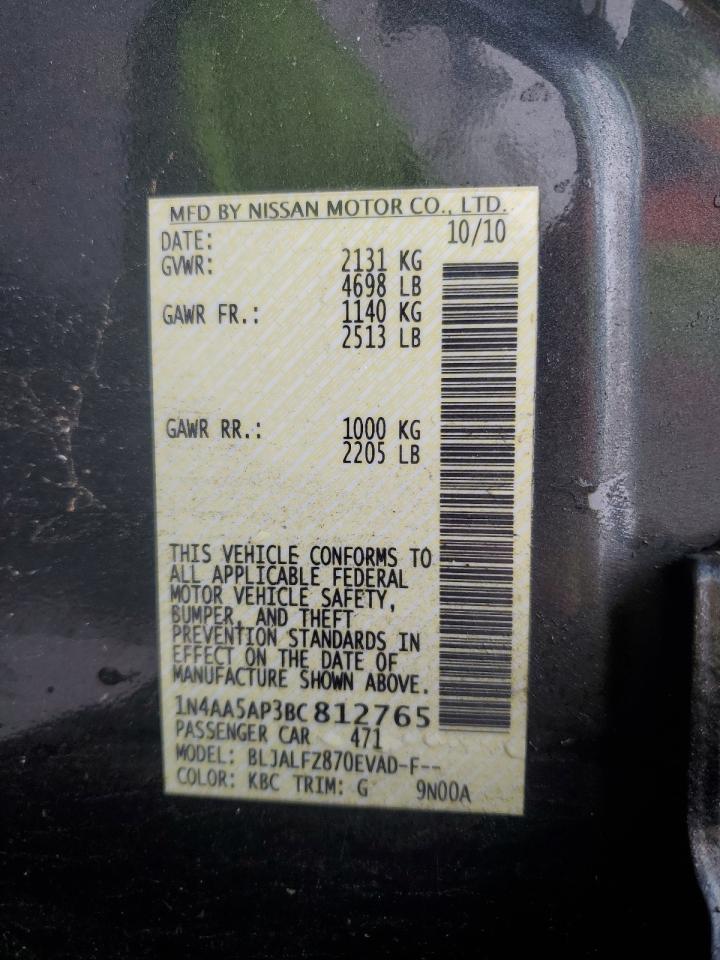 MFD BY NISSAN MOTOR CO., LTD.
DATE: 10/10
GVWR: 2131 KG
4698 LB
GAWR FR.: 1140 KG
2513 LB
GAWR RR.: 1000 KG
2205 LB
THIS VEHICLE CONFORMS TO
ALL APPLICABLE FEDERAL
MOTOR VEHICLE SAFETY,
BUMPER, AND THEFT
PREVENTION STANDARDS IN
EFFECT ON THE DATE OF
MANUFACTURE SHOWN ABOVE.
1N4AA5AP3BC812765
PASSENGER CAR 471
MODEL: BLJALFZ870EVAD-F--
COLOR: KBC TRIM: G 9N00A